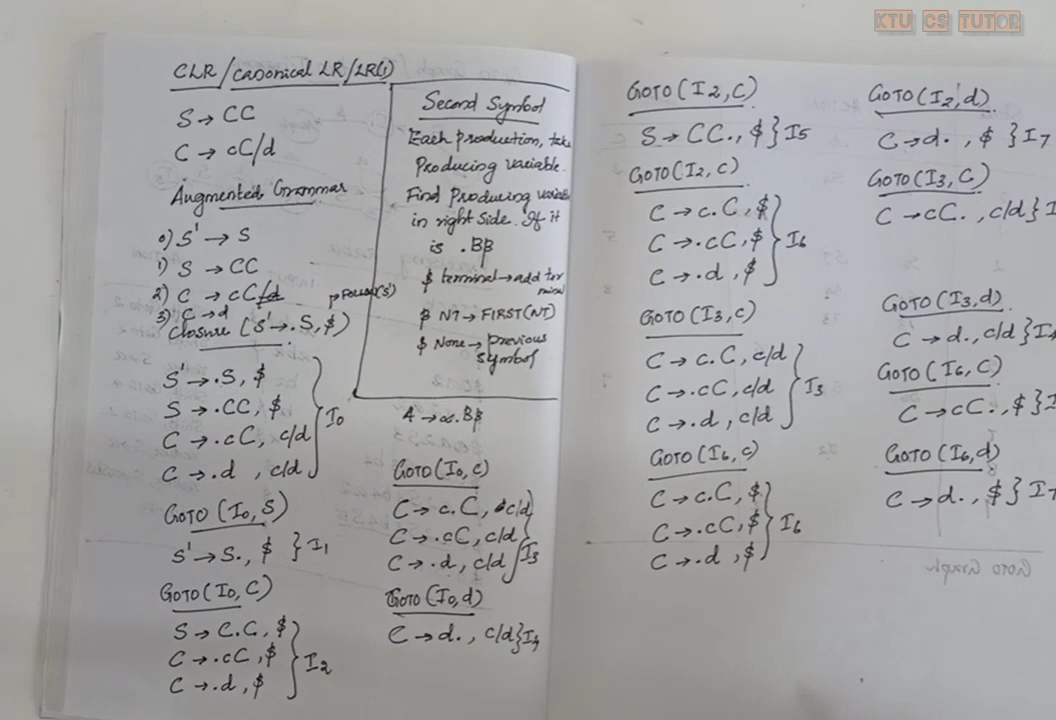 KTU CS TUTOR
CLR/Canonical LR/LR(1)
S → CC
C → cC/d
Augmented Grammar
0) S' → S
1) S → CC
2) C → cC
3) C → d
Closure (S' → .S, $)
S' → .S, $
S → .CC, $
C → .cC, c/d
C → .d , c/d
I0
GOTO (I0, S)
S' → S., $ } I1
GOTO (I0, C)
S → C.C, $
C → .cC, $
C → .d, $
I2
Second Symbol
Each production, take
Producing variable.
Find Producing variable
in right side. If it
is .Bβ
β terminal → add terminal
β NT → FIRST(NT)
β None → previous
symbol
A → α.Bβ
GOTO (I0, c)
C → c.C, c/d
C → .cC, c/d
C → .d, c/d
I3
GOTO (I0, d)
C → d., c/d } I4
GOTO (I2, C)
S → CC., $ } I5
GOTO (I2, c)
C → c.C, $
C → .cC, $
C → .d, $
I6
GOTO (I3, c)
C → c.C, c/d
C → .cC, c/d
C → .d, c/d
I3
GOTO (I6, c)
C → c.C, $
C → .cC, $
C → .d, $
I6
GOTO (I2, d)
C → d., $ } I7
GOTO (I3, C)
C → cC., c/d } I
GOTO (I3, d)
C → d., c/d } I4
GOTO (I6, C)
C → cC., $ } I
GOTO (I6, d)
C → d., $ } I7